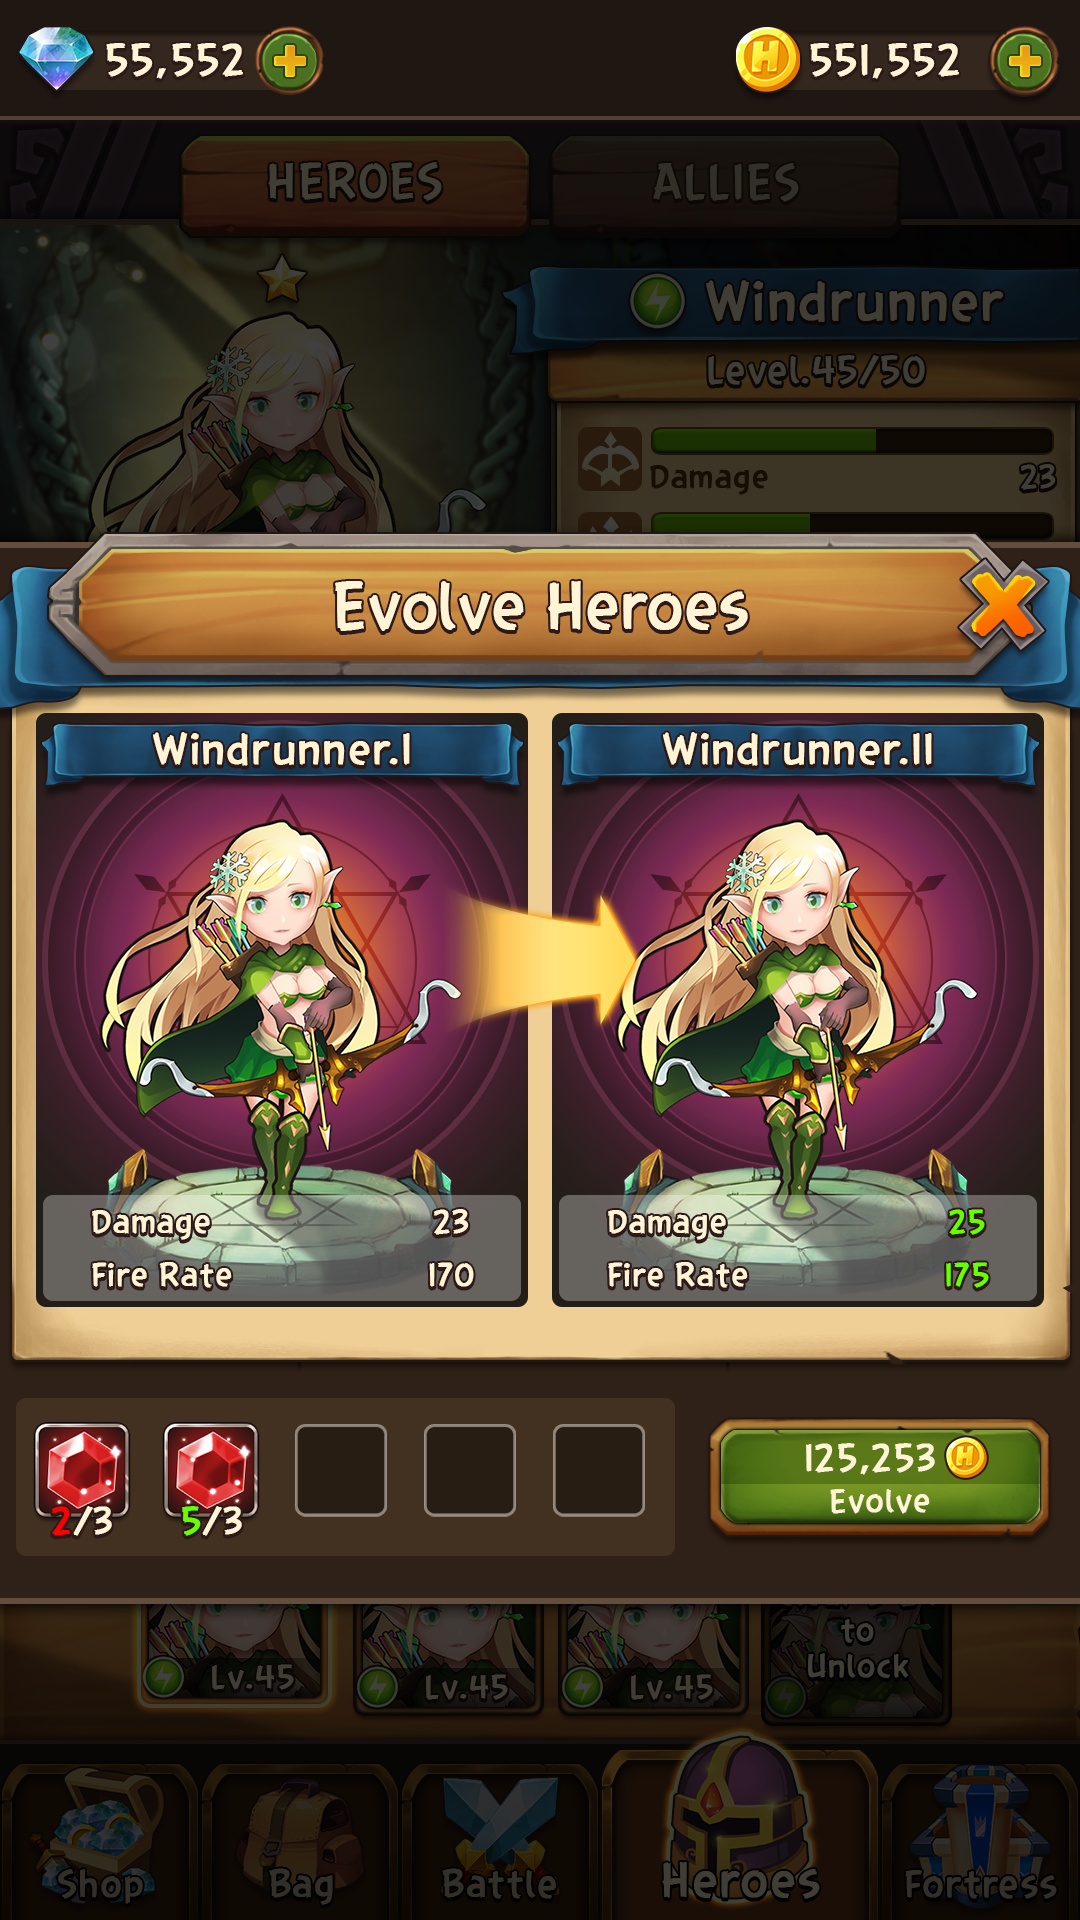 55,552
551,552
HEROES
ALLIES
Windrunner
Level.45/50
Damage
23
Evolve Heroes
Windrunner.I
Windrunner.II
Damage 23
Fire Rate 170
Damage 25
Fire Rate 175
2/3
5/3
125,253
Evolve
Lv.45
Lv.45
Lv.45
to
Unlock
Shop
Bag
Battle
Heroes
Fortress